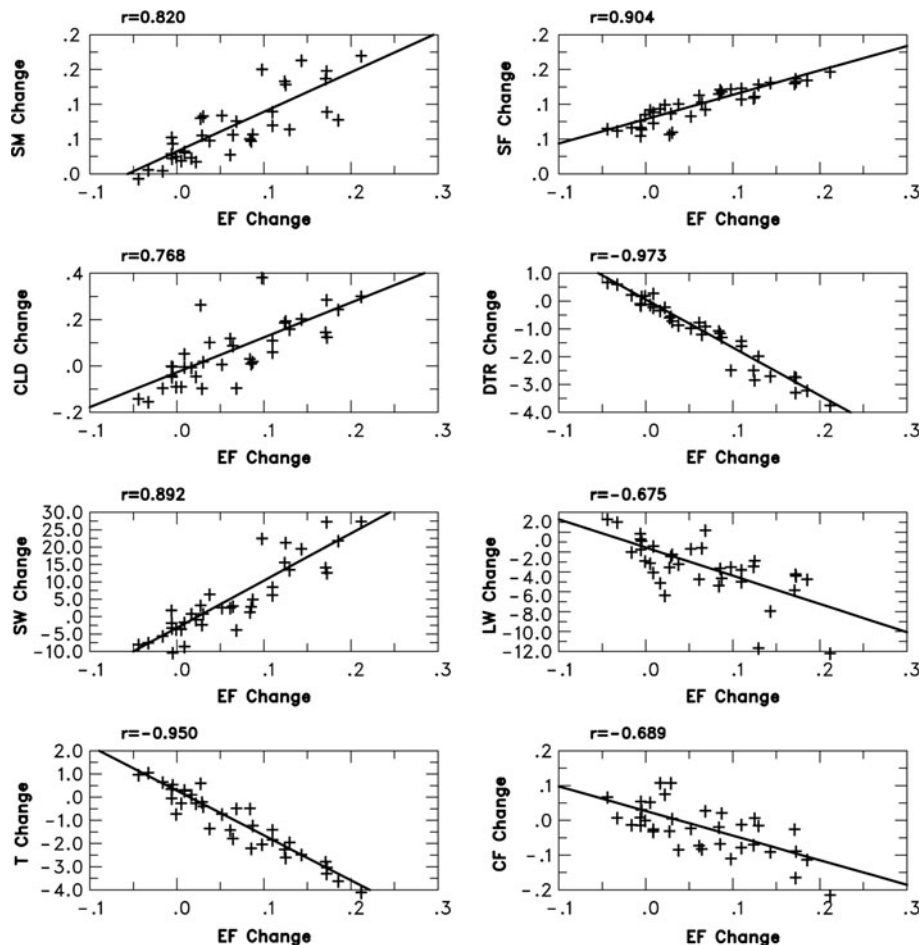 r=0.820
.2
.2
.1
.1
.0
SM Change
-.1 .0 .1 .2 .3
EF Change
r=0.904
.2
.2
.1
.1
.0
SF Change
-.1 .0 .1 .2 .3
EF Change
r=0.768
.4
.2
.0
-.2
CLD Change
-.1 .0 .1 .2 .3
EF Change
r=-0.973
1.0
.0
-1.0
-2.0
-3.0
-4.0
DTR Change
-.1 .0 .1 .2 .3
EF Change
r=0.892
30.0
25.0
20.0
15.0
10.0
5.0
.0
-5.0
-10.0
SW Change
-.1 .0 .1 .2 .3
EF Change
r=-0.675
2.0
.0
-2.0
-4.0
-6.0
-8.0
-10.0
-12.0
LW Change
-.1 .0 .1 .2 .3
EF Change
r=-0.950
2.0
1.0
.0
-1.0
-2.0
-3.0
-4.0
T Change
-.1 .0 .1 .2 .3
EF Change
r=-0.689
.2
.1
.0
-.1
-.2
CF Change
-.1 .0 .1 .2 .3
EF Change